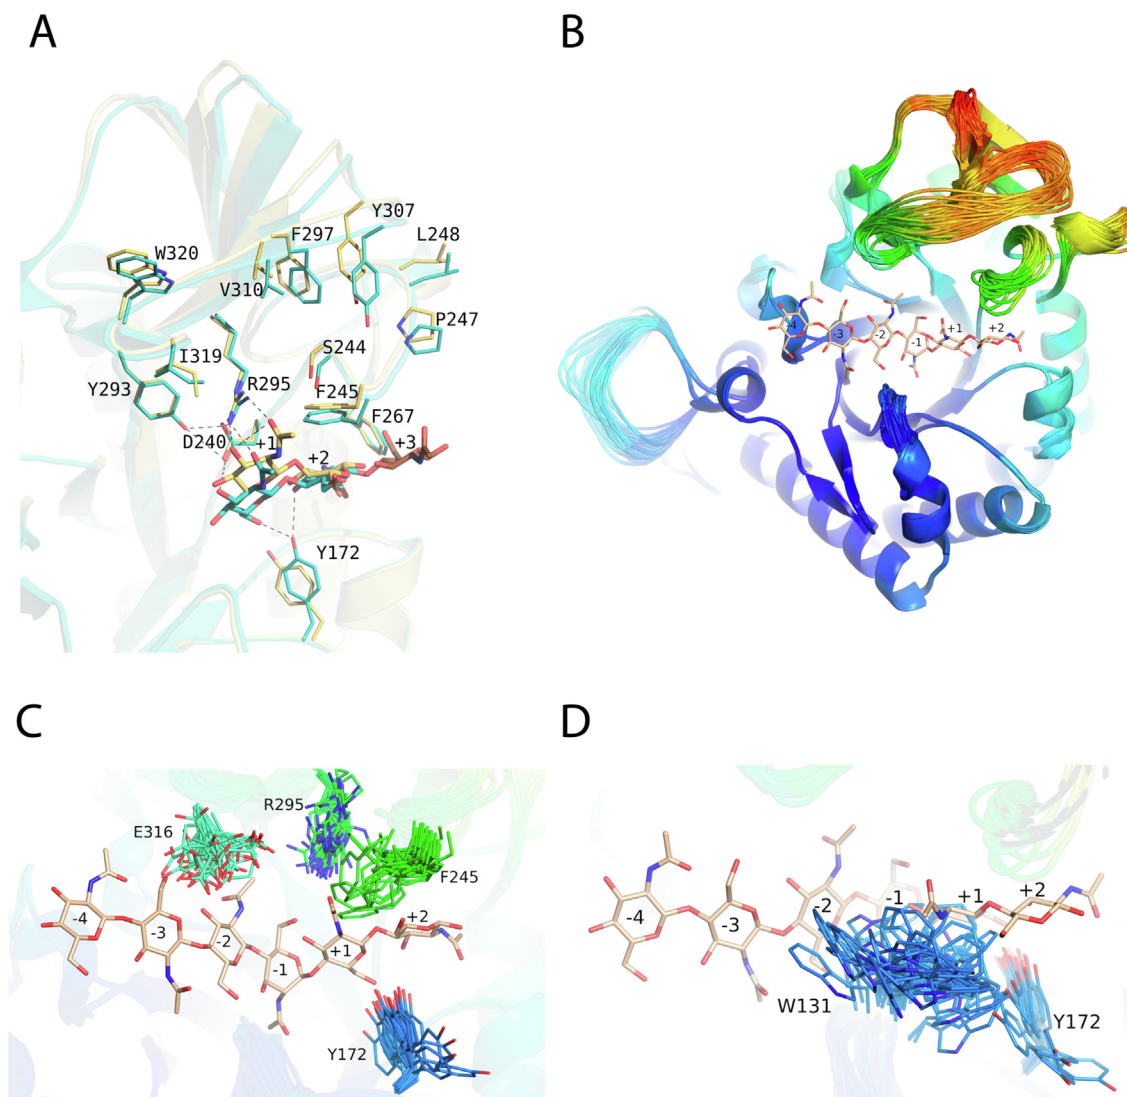 A
B
Y307
F297
L248
W320
V310
P247
S244
I319
R295
F245
Y293
F267
D240
+1
+3
+2
Y172
-4
-3
-2
-1
+1
+2
C
D
R295
E316
F245
-4
-3
-2
-1
+1
+2
Y172
-4
-3
-2
-1
+1
+2
W131
Y172